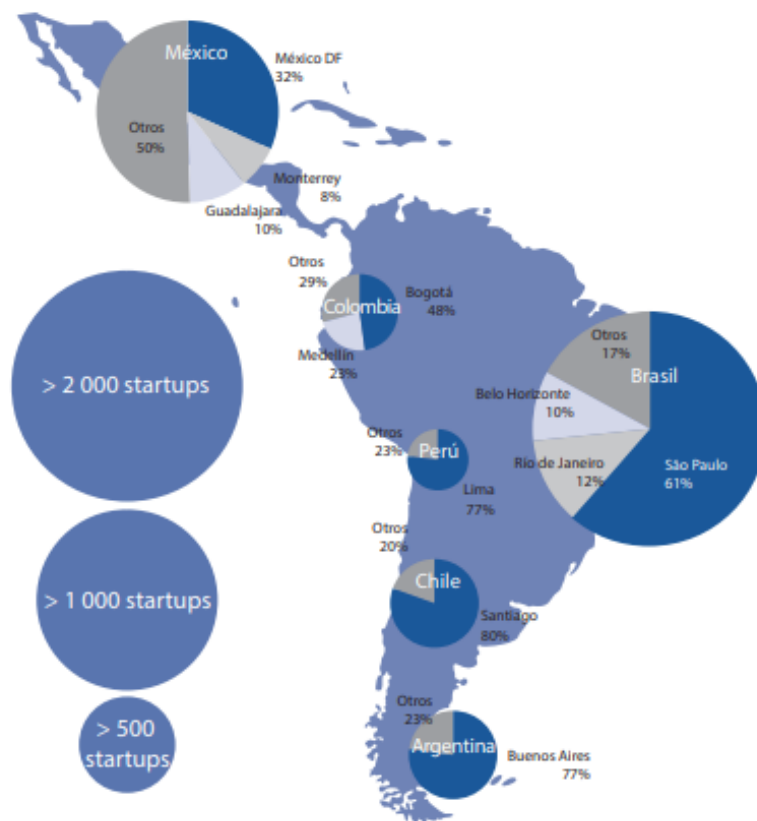 México
México DF
32%
Otros
50%
Monterrey
8%
Guadalajara
10%
Otros
29%
Colombia
Bogotá
48%
Medellín
23%
Otros
17%
Brasil
Belo Horizonte
10%
Río de Janeiro
12%
São Paulo
61%
> 2 000 startups
Otros
23%
Perú
Lima
77%
Otros
20%
Chile
Santiago
80%
> 1 000 startups
Otros
23%
Argentina
Buenos Aires
77%
> 500
startups